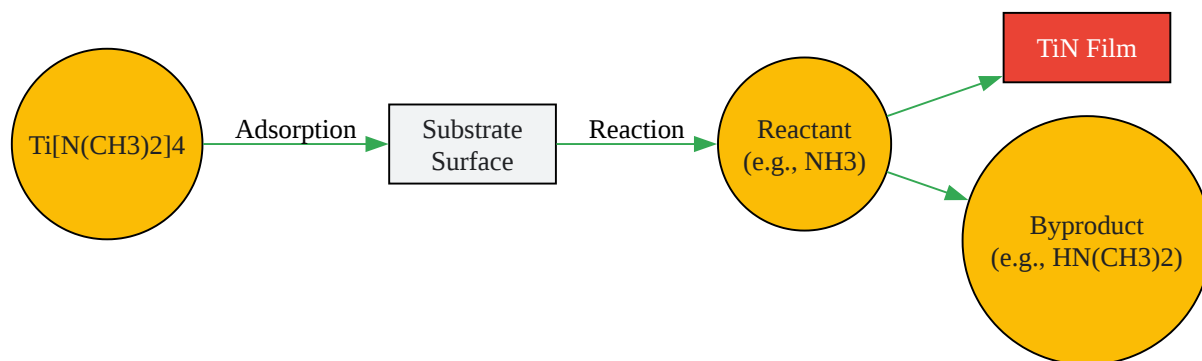 Ti[N(CH3)2]4
Adsorption
Substrate
Surface
Reaction
Reactant
(e.g., NH3)
TiN Film
Byproduct
(e.g., HN(CH3)2)